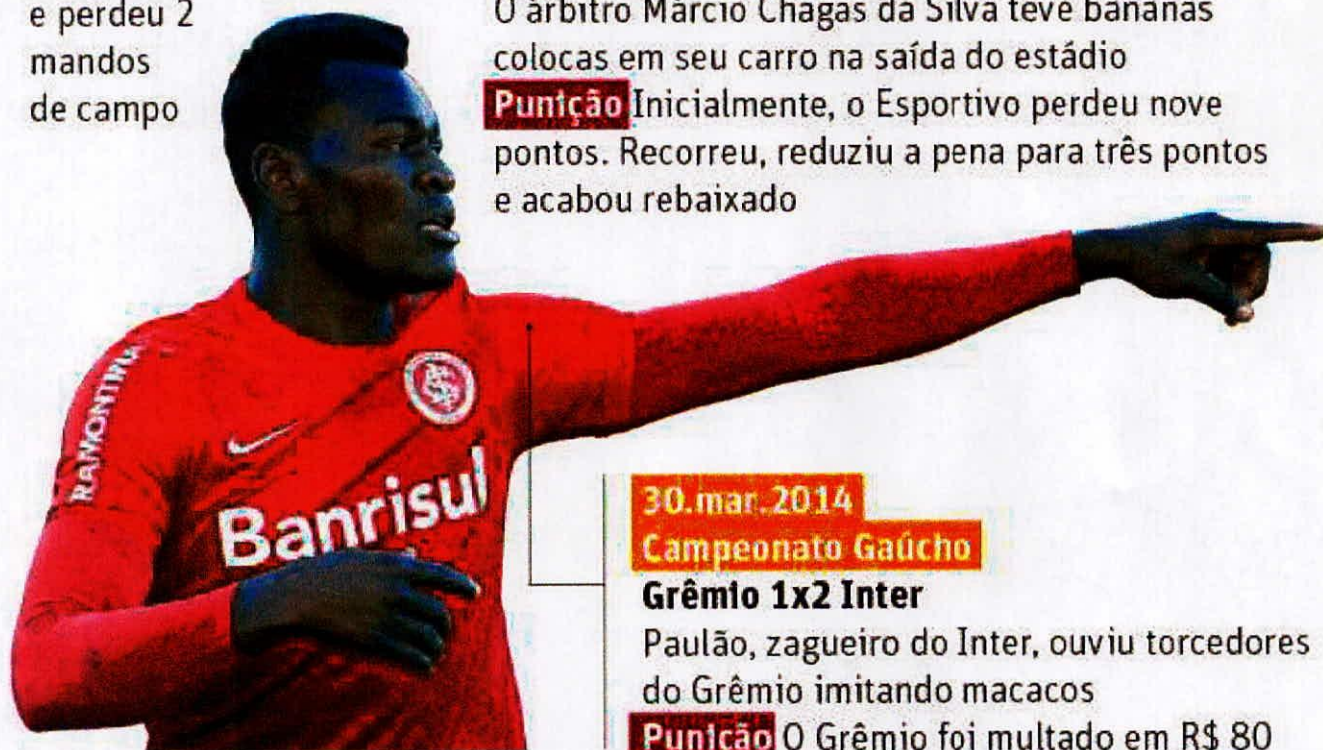 e perdeu 2
mandos
de campo
O árbitro Márcio Chagas da Silva teve bananas
colocas em seu carro na saída do estádio
Punição Inicialmente, o Esportivo perdeu nove
pontos. Recorreu, reduziu a pena para três pontos
e acabou rebaixado
RAMONTRU
Banrisul
30.mar.2014
Campeonato Gaúcho
Grêmio 1x2 Inter
Paulão, zagueiro do Inter, ouviu torcedores
do Grêmio imitando macacos
Punição O Grêmio foi multado em R$ 80